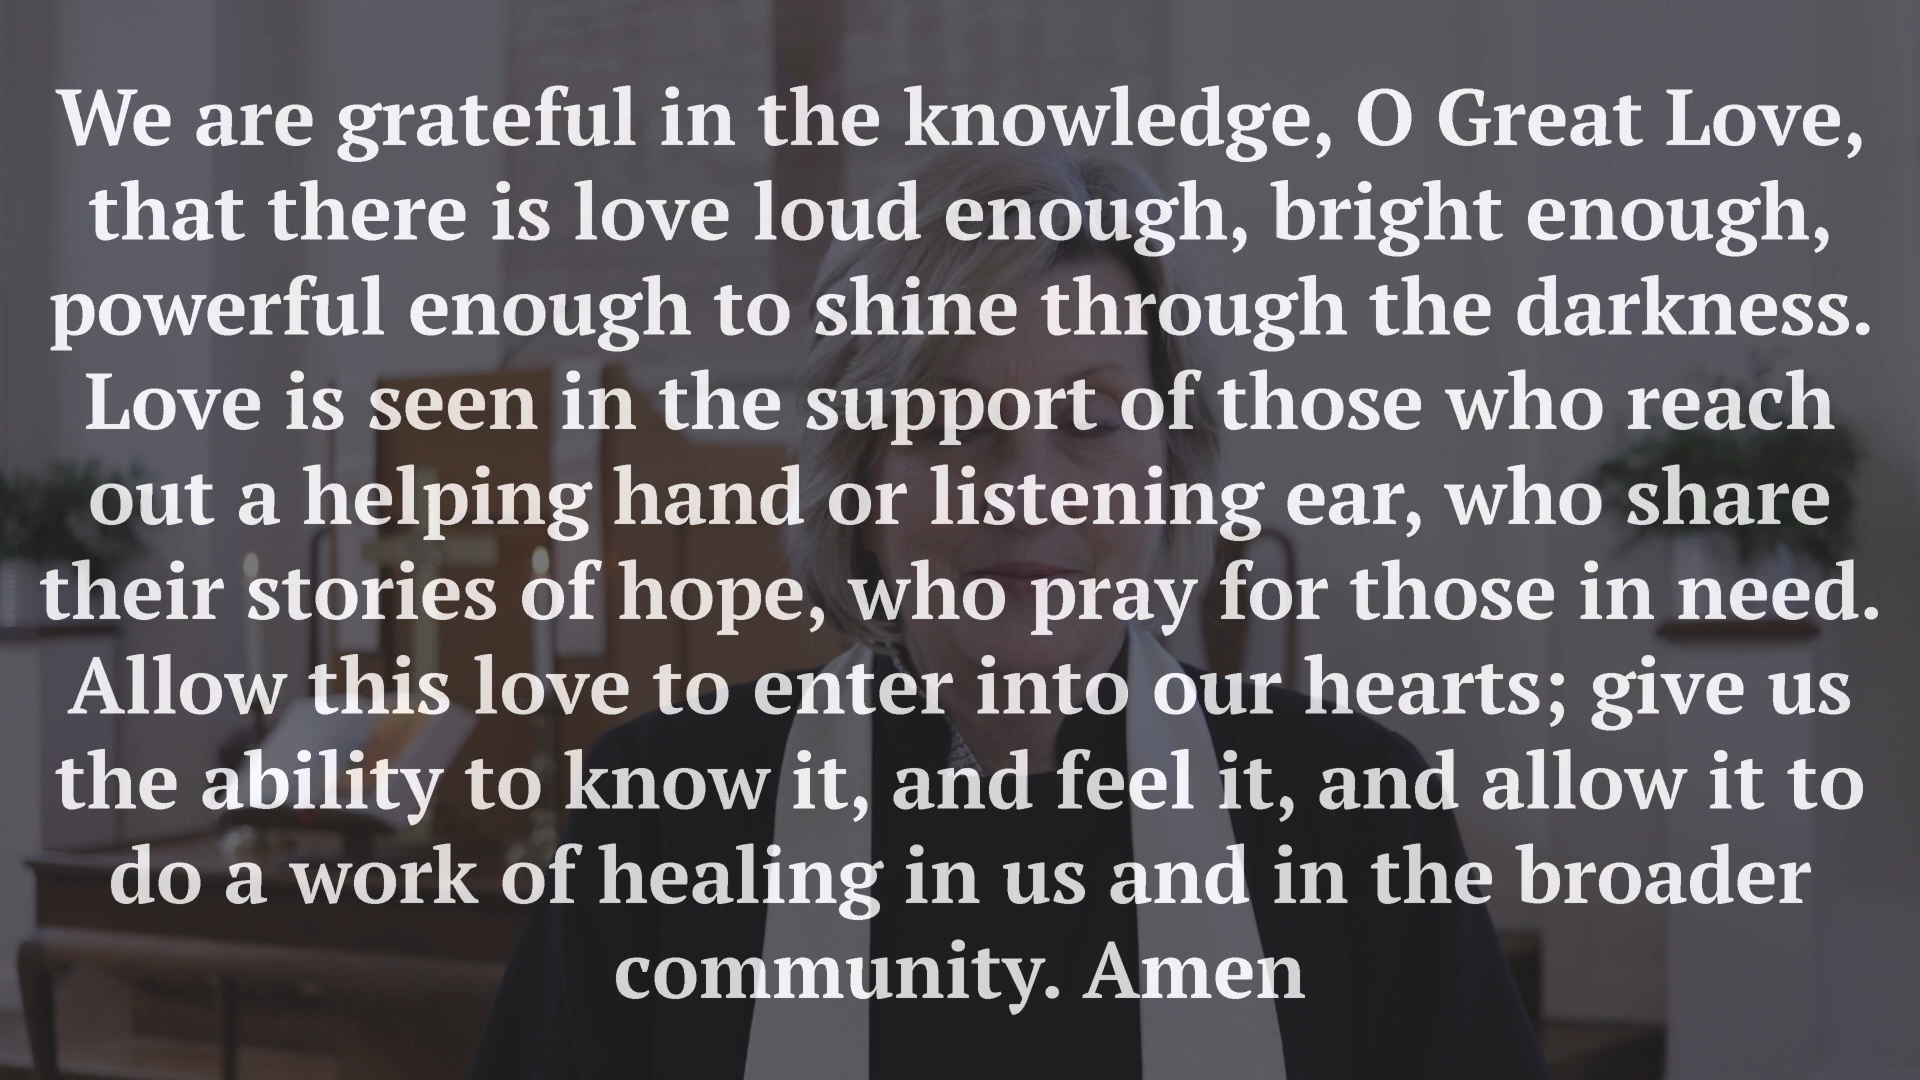 We are grateful in the knowledge, O Great Love,
that there is love loud enough, bright enough,
powerful enough to shine through the darkness.
Love is seen in the support of those who reach
out a helping hand or listening ear, who share
their stories of hope, who pray for those in need.
Allow this love to enter into our hearts; give us
the ability to know it, and feel it, and allow it to
do a work of healing in us and in the broader
community. Amen